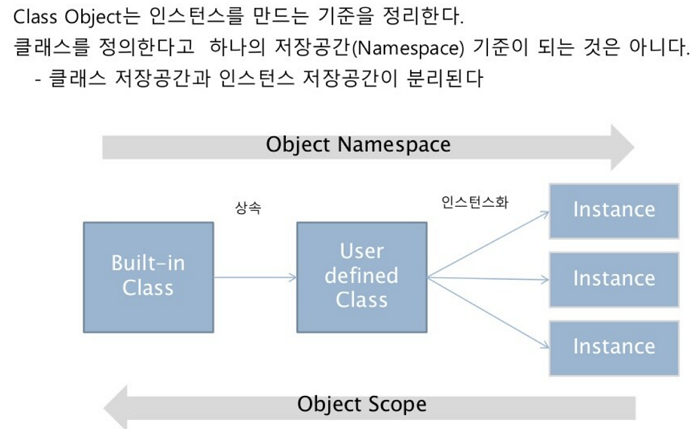 Class Object는 인스턴스를 만드는 기준을 정리한다.
클래스를 정의한다고 하나의 저장공간(Namespace) 기준이 되는 것은 아니다.
- 클래스 저장공간과 인스턴스 저장공간이 분리된다
Object Namespace
상속
인스턴스화
Built-in
Class
User
defined
Class
Instance
Instance
Instance
Object Scope